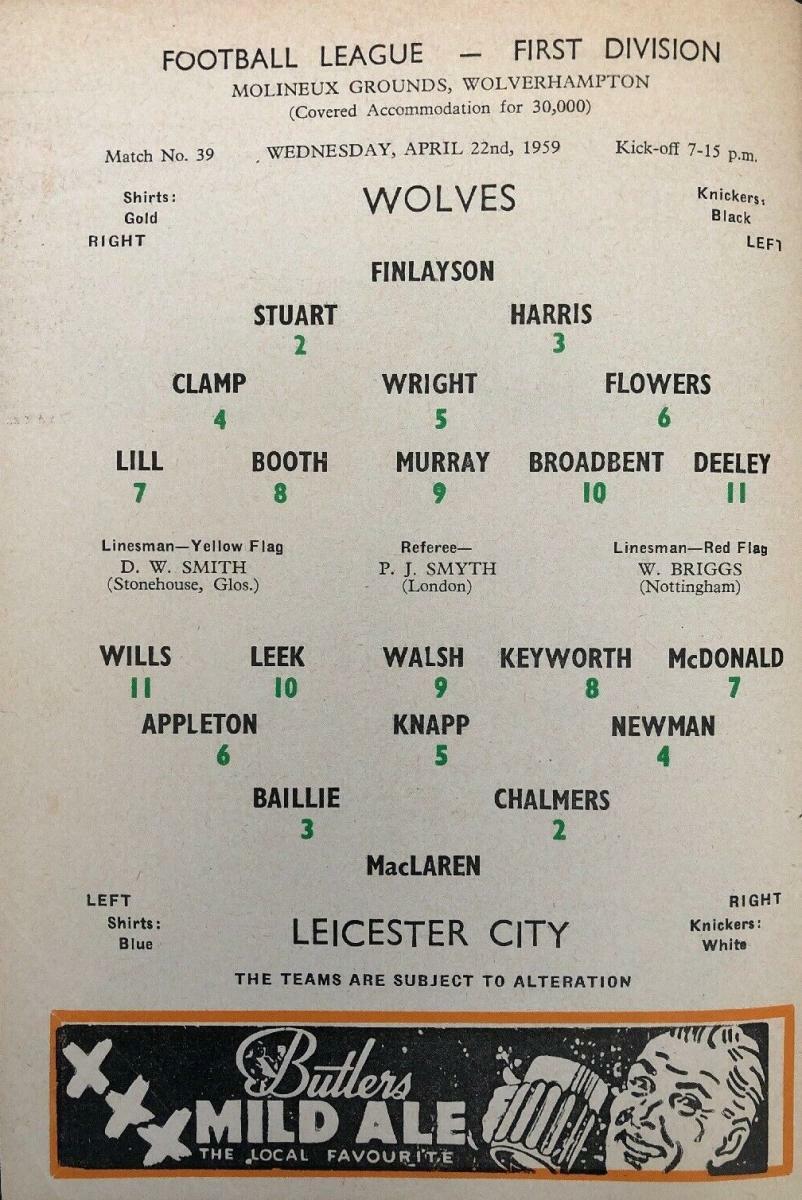 FOOTBALL LEAGUE — FIRST DIVISION
MOLINEUX GROUNDS, WOLVERHAMPTON
(Covered Accommodation for 30,000)
Match No. 39 WEDNESDAY, APRIL 22nd, 1959 Kick-off 7-15 p.m.
Shirts: WOLVES Knickers:
Gold Black
RIGHT LEFT
FINLAYSON
STUART HARRIS
2 3
CLAMP WRIGHT FLOWERS
4 5 6
LILL BOOTH MURRAY BROADBENT DEELEY
7 8 9 10 11
Linesman—Yellow Flag Referee— Linesman—Red Flag
D. W. SMITH P. J. SMYTH W. BRIGGS
(Stonehouse, Glos.) (London) (Nottingham)
WILLS LEEK WALSH KEYWORTH McDONALD
11 10 9 8 7
APPLETON KNAPP NEWMAN
6 5 4
BAILLIE CHALMERS
3 2
MacLAREN
LEFT RIGHT
Shirts: LEICESTER CITY Knickers:
Blue White
THE TEAMS ARE SUBJECT TO ALTERATION
XXX
Butlers
MILD ALE
THE LOCAL FAVOURITE